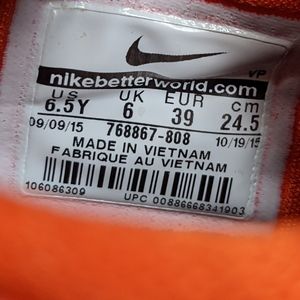 VP
nikebetterworld.com
US UK EUR cm
6.5Y 6 39 24.5
09/09/15 768867-808 10/19/15
MADE IN VIETNAM
FABRIQUE AU VIETNAM
106086309
UPC 00886668341903